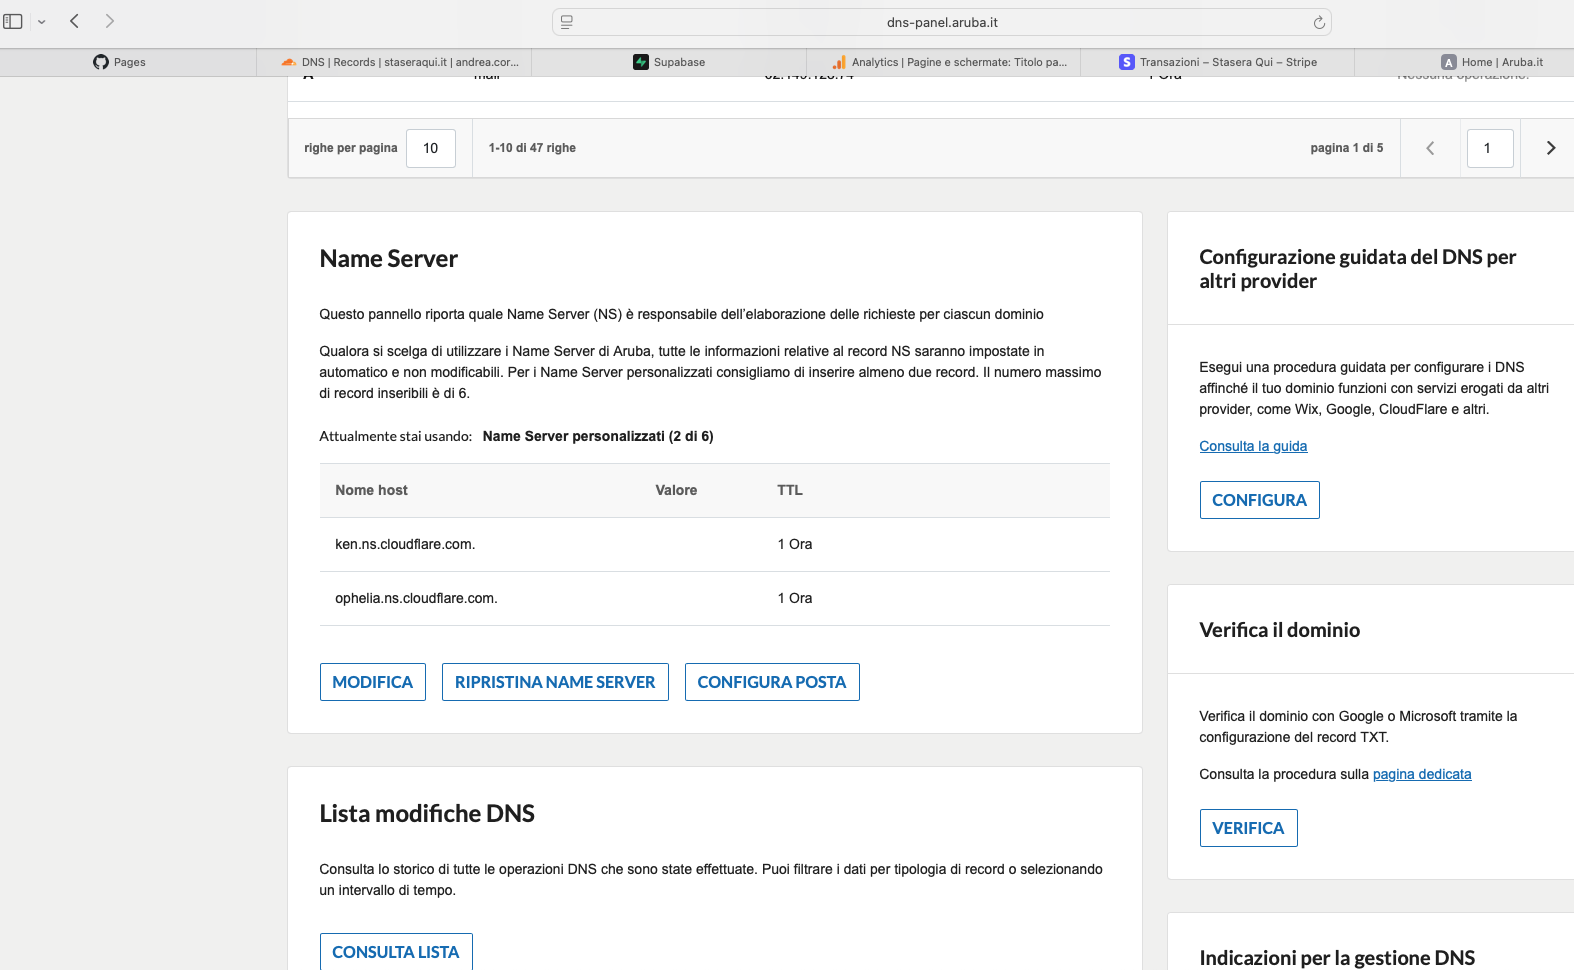 dns-panel.aruba.it
Pages
DNS | Records | staseraqui.it | andrea.cor...
Supabase
Analytics | Pagine e schermate: Titolo pa...
Transazioni – Stasera Qui – Stripe
Home | Aruba.it
righe per pagina
10
1-10 di 47 righe
pagina 1 di 5
1
Name Server
Questo pannello riporta quale Name Server (NS) è responsabile dell'elaborazione delle richieste per ciascun dominio
Qualora si scelga di utilizzare i Name Server di Aruba, tutte le informazioni relative al record NS saranno impostate in
automatico e non modificabili. Per i Name Server personalizzati consigliamo di inserire almeno due record. Il numero massimo
di record inseribili è di 6.
Attualmente stai usando: Name Server personalizzati (2 di 6)
Nome host Valore TTL
ken.ns.cloudflare.com. 1 Ora
ophelia.ns.cloudflare.com. 1 Ora
MODIFICA
RIPRISTINA NAME SERVER
CONFIGURA POSTA
Lista modifiche DNS
Consulta lo storico di tutte le operazioni DNS che sono state effettuate. Puoi filtrare i dati per tipologia di record o selezionando
un intervallo di tempo.
CONSULTA LISTA
Configurazione guidata del DNS per
altri provider
Esegui una procedura guidata per configurare i DNS
affinché il tuo dominio funzioni con servizi erogati da altri
provider, come Wix, Google, CloudFlare e altri.
Consulta la guida
CONFIGURA
Verifica il dominio
Verifica il dominio con Google o Microsoft tramite la
configurazione del record TXT.
Consulta la procedura sulla pagina dedicata
VERIFICA
Indicazioni per la gestione DNS